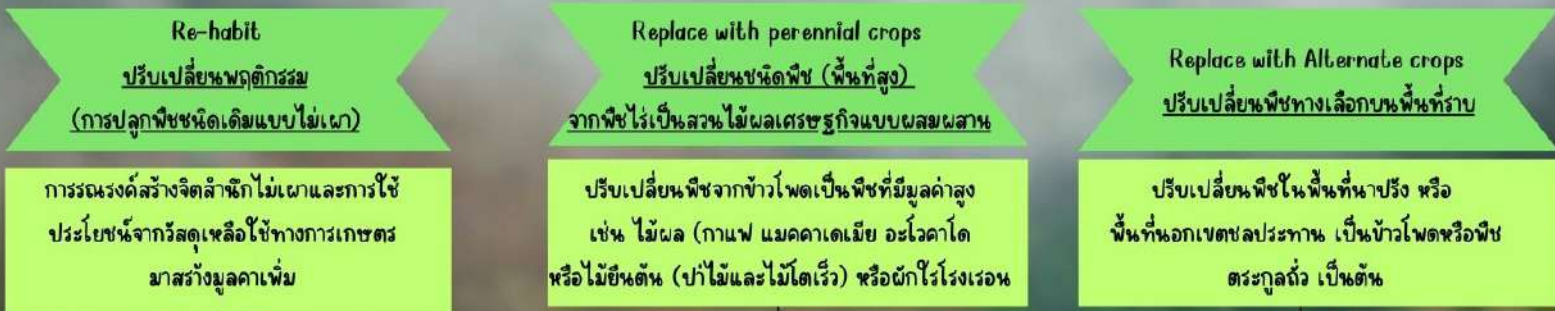 Re-habit
ปรับเปลี่ยนพฤติกรรม
(การปลูกพืชชนิดเดิมแบบไม่เผา)
การรณรงค์สร้างจิตสำนึกไม่เผาและการใช้
ประโยชน์จากวัสดุเหลือใช้ทางการเกษตร
มาสร้างมูลค่าเพิ่ม
Replace with perennial crops
ปรับเปลี่ยนชนิดพืช (พื้นที่สูง)
จากพืชไร่เป็นสวนไม้ผลเศรษฐกิจแบบผสมผสาน
ปรับเปลี่ยนพืชจากข้าวโพดเป็นพืชที่มีมูลค่าสูง
เช่น ไม้ผล (กาแฟ แมคคาเดเมีย อะโวคาโด
หรือไม้ยืนต้น (ป่าไม้และไม้โตเร็ว) หรือผักในโรงเรือน
Replace with Alternate crops
ปรับเปลี่ยนพืชทางเลือกบนพื้นที่ราบ
ปรับเปลี่ยนพืชในพื้นที่นาปรัง หรือ
พื้นที่นอกเขตชลประทาน เป็นข้าวโพดหรือพืช
ตระกูลถั่ว เป็นต้น